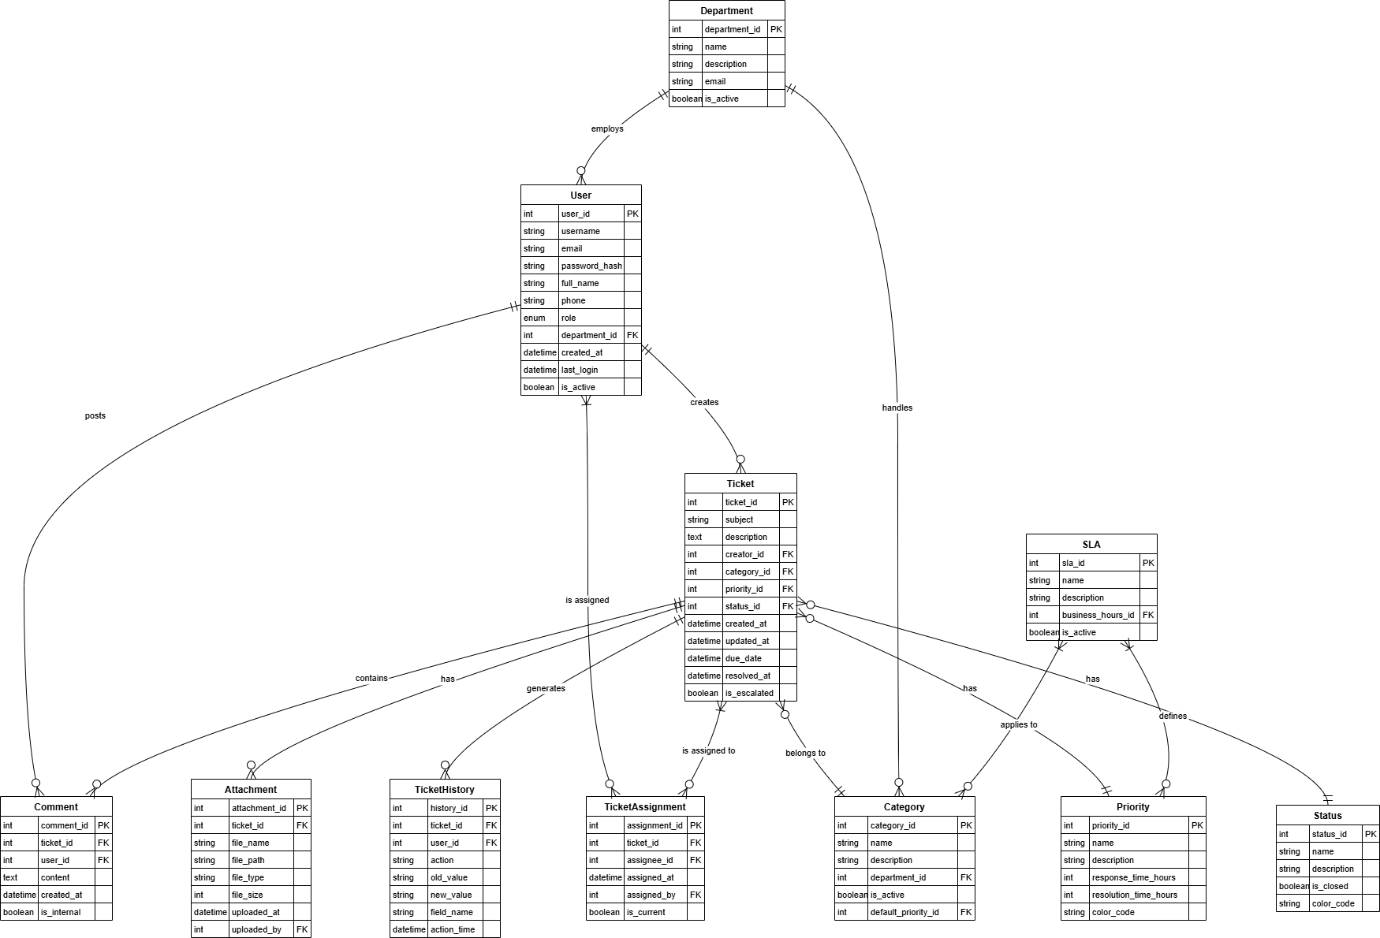 Department
int department_id PK
string name
string description
string email
boolean is_active
employs
User
int user_id PK
string username
string email
string password_hash
string full_name
string phone
enum role
int department_id FK
datetime created_at
datetime last_login
boolean is_active
posts
creates
handles
Ticket
int ticket_id PK
string subject
text description
int creator_id FK
int category_id FK
int priority_id FK
int status_id FK
datetime created_at
datetime updated_at
datetime due_date
datetime resolved_at
boolean is_escalated
SLA
int sla_id PK
string name
string description
int business_hours_id FK
boolean is_active
is assigned
contains
has
generates
has
has
defines
applies to
is assigned to
belongs to
Comment
int comment_id PK
int ticket_id FK
int user_id FK
text content
datetime created_at
boolean is_internal
Attachment
int attachment_id PK
int ticket_id FK
string file_name
string file_path
string file_type
int file_size
datetime uploaded_at
int uploaded_by FK
TicketHistory
int history_id PK
int ticket_id FK
int user_id FK
string action
string old_value
string new_value
string field_name
datetime action_time
TicketAssignment
int assignment_id PK
int ticket_id FK
int assignee_id FK
datetime assigned_at
int assigned_by FK
boolean is_current
Category
int category_id PK
string name
string description
int department_id FK
boolean is_active
int default_priority_id FK
Priority
int priority_id PK
string name
string description
int response_time_hours
int resolution_time_hours
string color_code
Status
int status_id PK
string name
string description
boolean is_closed
string color_code